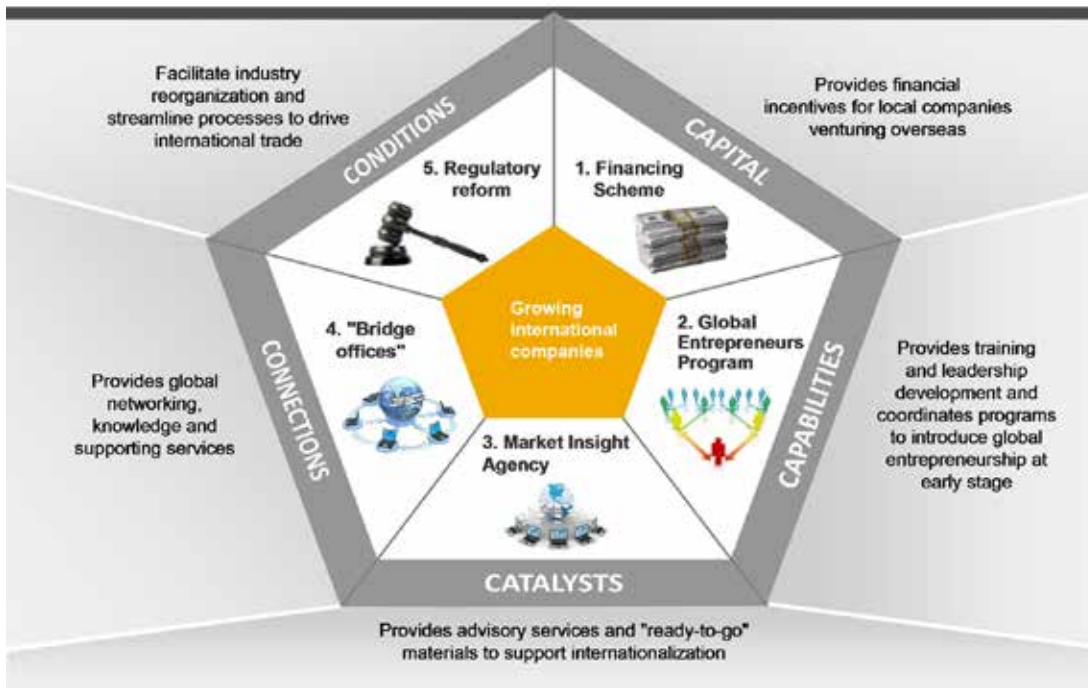 Facilitate industry
reorganization and
streamline processes to drive
international trade
CONDITIONS
5. Regulatory
reform
CAPITAL
1. Financing
Scheme
Provides financial
incentives for local companies
venturing overseas
Growing
international
companies
CAPABILITIES
2. Global
Entrepreneurs
Program
Provides training
and leadership
development and
coordinates programs
to introduce global
entrepreneurship at
early stage
CATALYSTS
3. Market Insight
Agency
Provides advisory services and "ready-to-go"
materials to support internationalization
CONNECTIONS
4. "Bridge
offices"
Provides global
networking,
knowledge and
supporting services